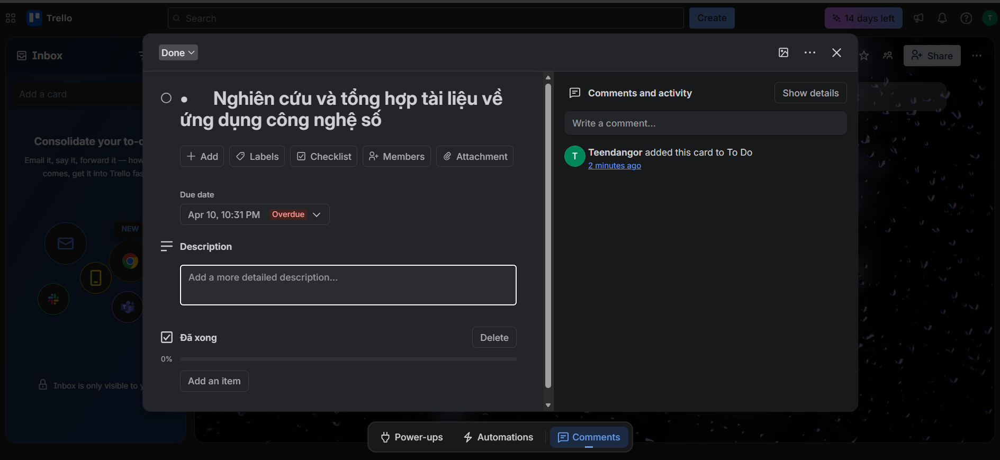 Trello
Search
Create
14 days left
T
Inbox
Add a card
Consolidate your to-d
Email it, say it, forward it — how
comes, get it into Trello fas
NEW
Inbox is only visible to y
Share
Done
• Nghiên cứu và tổng hợp tài liệu về
ứng dụng công nghệ số
Add
Labels
Checklist
Members
Attachment
Due date
Apr 10, 10:31 PM Overdue
Description
Add a more detailed description...
Đã xong
Delete
0%
Add an item
Comments and activity
Show details
Write a comment...
T
Teendangor added this card to To Do
2 minutes ago
Power-ups
Automations
Comments